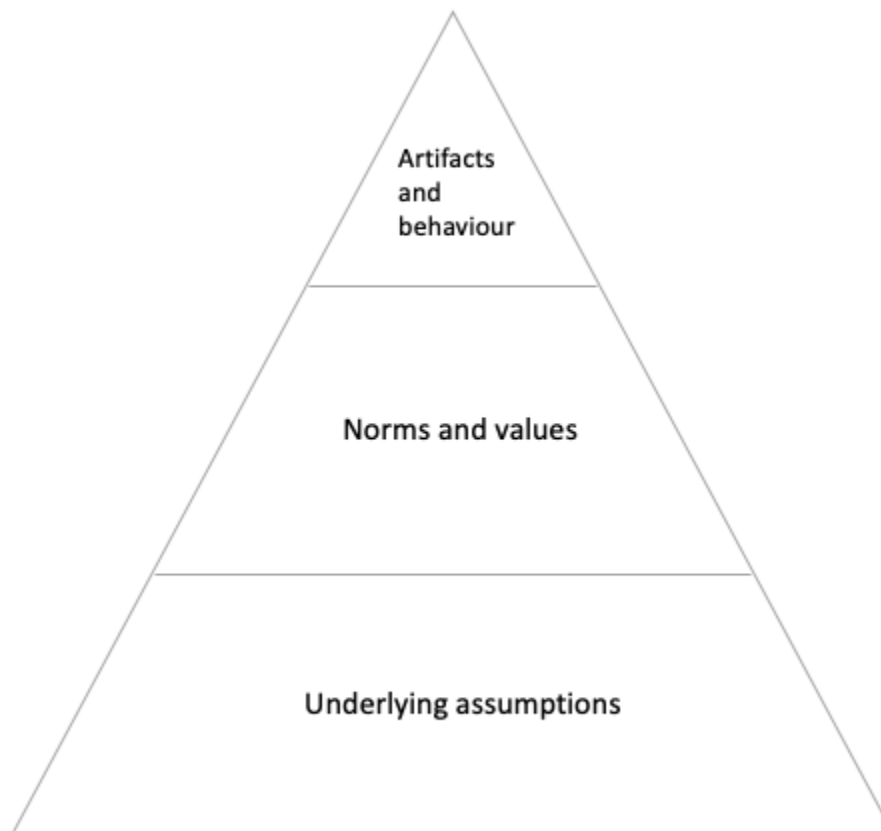 Artifacts
and
behaviour
Norms and values
Underlying assumptions